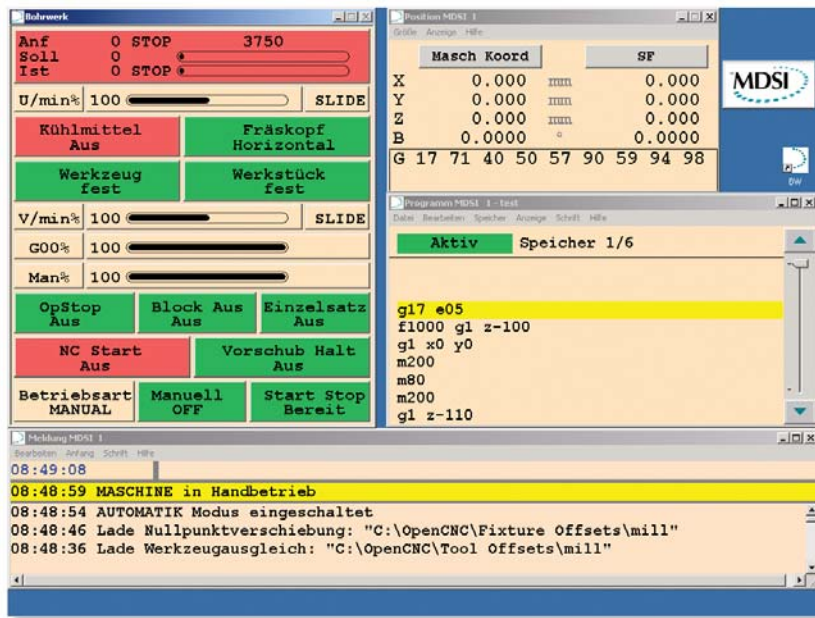 Bohrwerk
Anf 0 STOP 3750
Soll 0
Ist 0 STOP
U/min% 100 SLIDE
Kühlmittel Aus
Fräskopf Horizontal
Werkzeug fest
Werkstück fest
V/min% 100 SLIDE
G00% 100
Man% 100
OpStop Aus
Block Aus Aus
Einzelsatz Aus
NC Start Aus
Vorschub Halt Aus
Betriebsart MANUAL
Manuell OFF
Start Stop Bereit
Position MDSI 1
Größe Anzeige Hilfe
Masch Koord SF
X 0.000 mm 0.000
Y 0.000 mm 0.000
Z 0.000 mm 0.000
B 0.0000 ° 0.0000
G 17 71 40 50 57 90 59 94 98
MDSI
BW
Programm MDSI 1 - test
Datei Bearbeiten Speicher Anzeige Schrift Hilfe
Aktiv Speicher 1/6
g17 e05
f1000 g1 z-100
g1 x0 y0
m200
m80
m200
g1 z-110
Meldung MDSI 1
Bearbeiten Anfang Schrift Hilfe
08:49:08
08:48:59 MASCHINE in Handbetrieb
08:48:54 AUTOMATIK Modus eingeschaltet
08:48:46 Lade Nullpunktverschiebung: "C:\OpenCNC\Fixture Offsets\mill"
08:48:36 Lade Werkzeugausgleich: "C:\OpenCNC\Tool Offsets\mill"